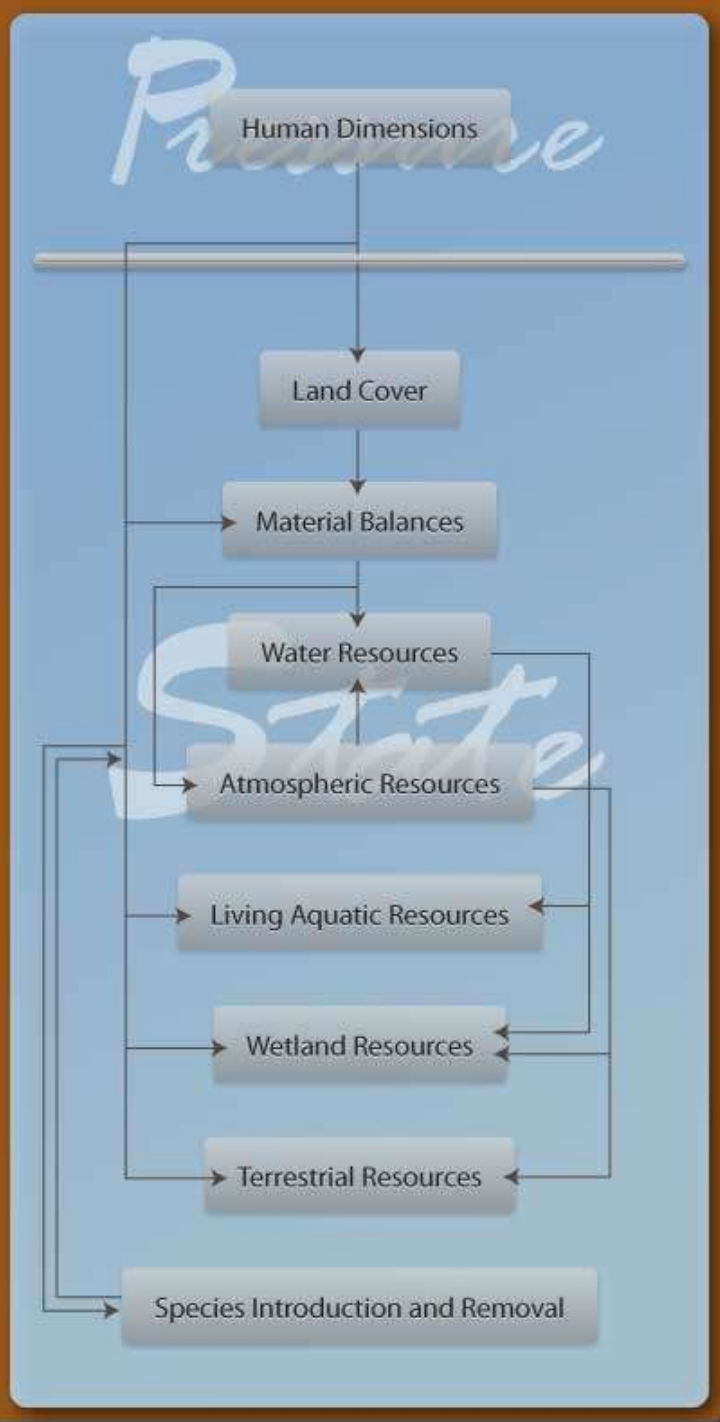 Pressure
Human Dimensions
Land Cover
Material Balances
Water Resources
State
Atmospheric Resources
Living Aquatic Resources
Wetland Resources
Terrestrial Resources
Species Introduction and Removal